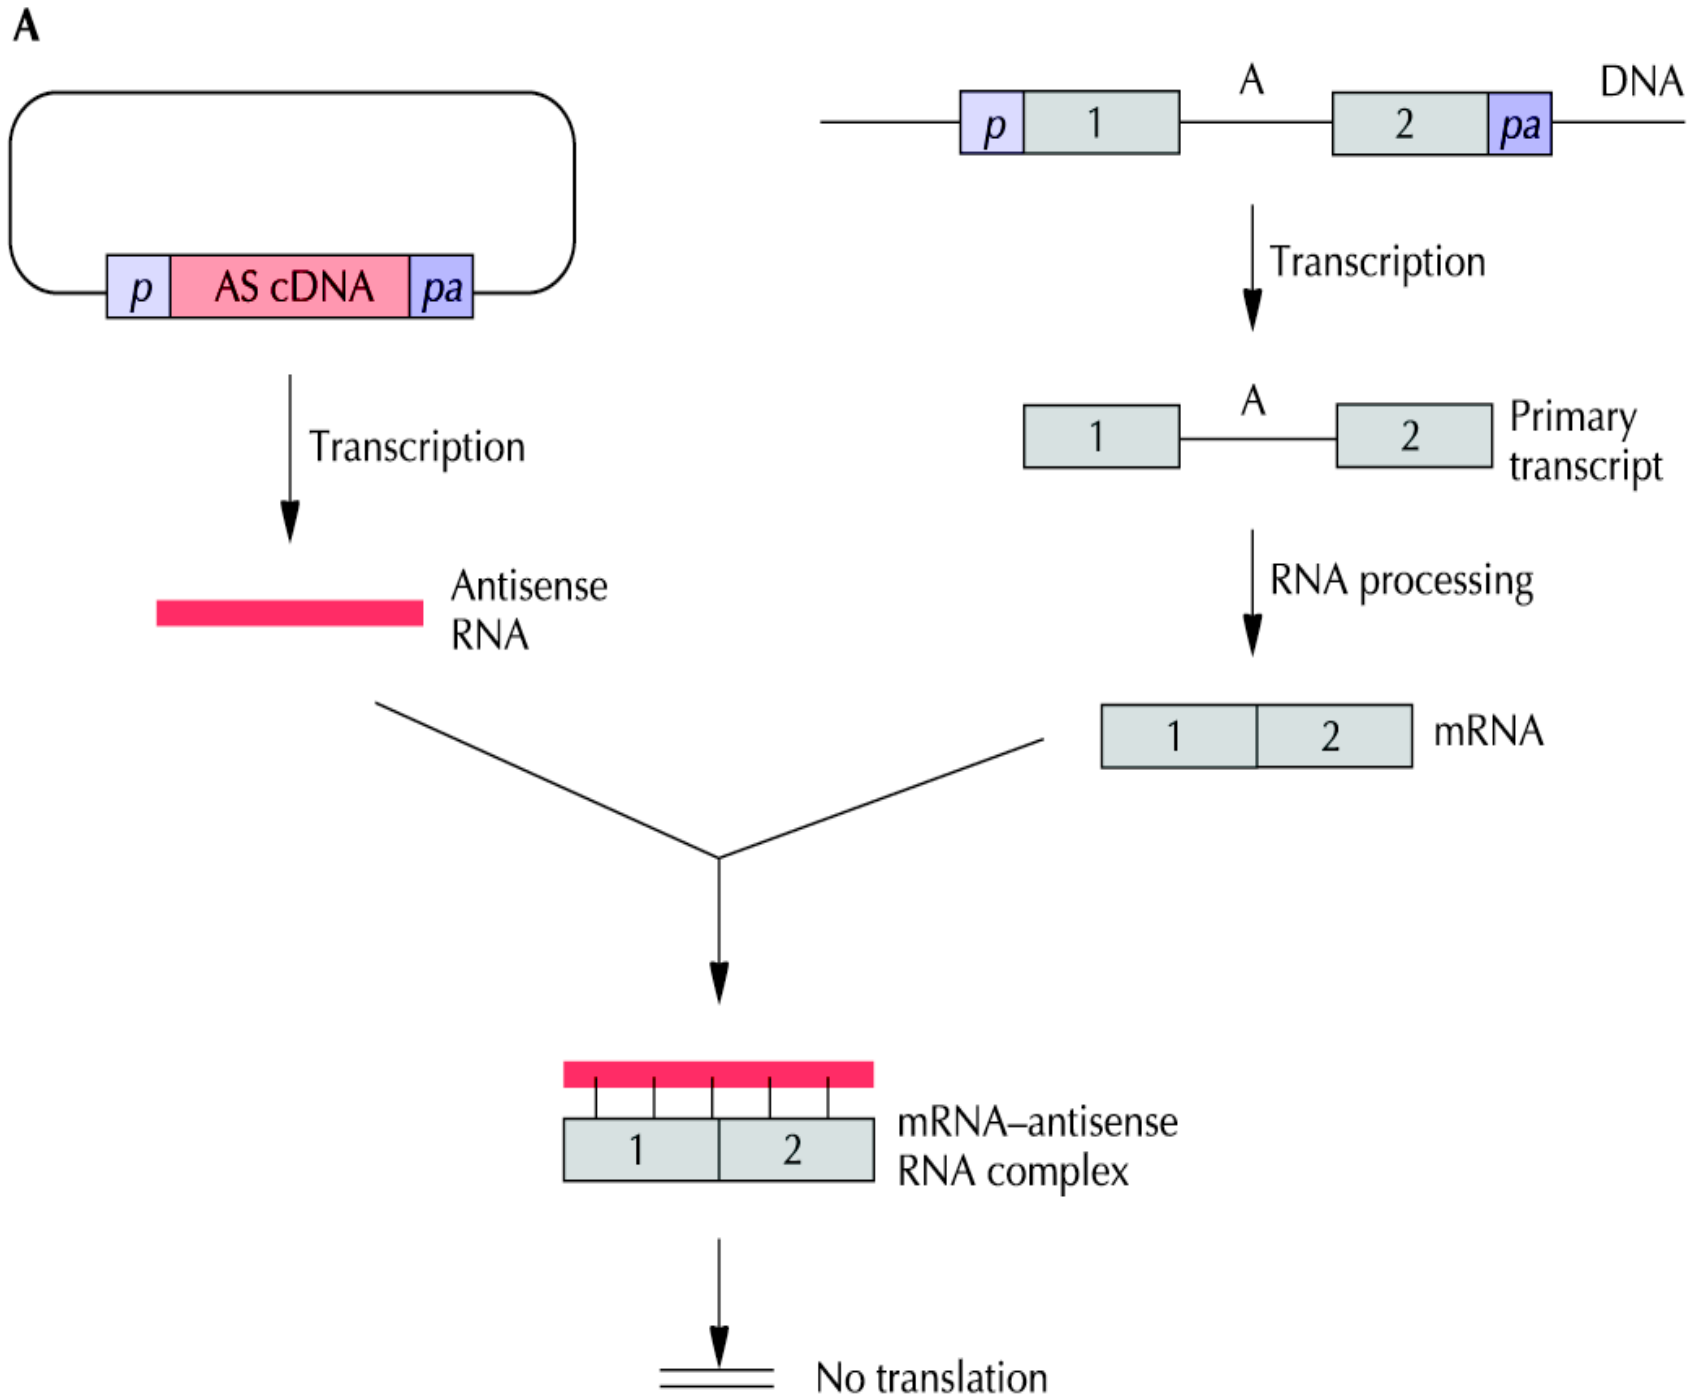 A
p AS cDNA pa
Transcription
Antisense
RNA
A
DNA
p 1 2 pa
Transcription
A
1 2
Primary
transcript
RNA processing
1 2
mRNA
1 2
mRNA–antisense
RNA complex
No translation